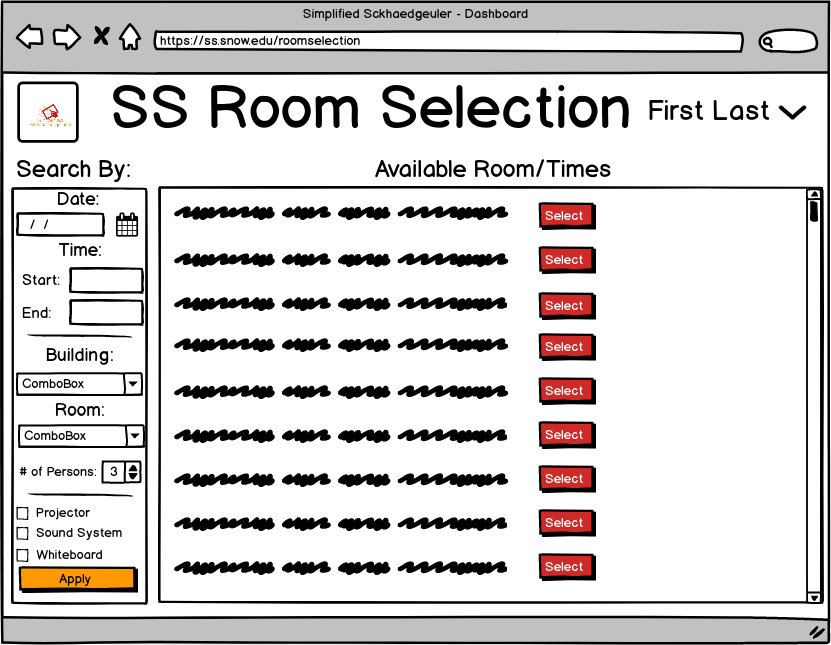 Simplified Sckhaedgeuler - Dashboard
https://ss.snow.edu/roomselection
SS Room Selection
First Last
Search By:
Available Room/Times
Date:
/ /
Time:
Start:
End:
Building:
ComboBox
Room:
ComboBox
# of Persons: 3
Projector
Sound System
Whiteboard
Apply
Select
Select
Select
Select
Select
Select
Select
Select
Select